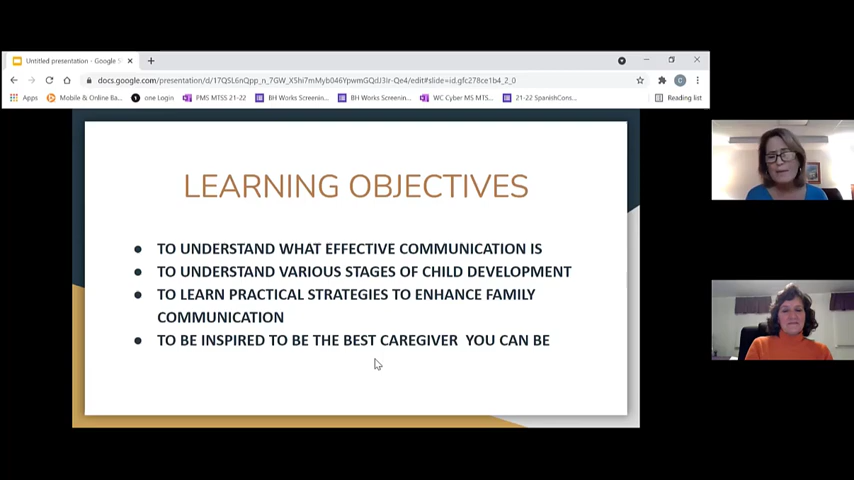 Untitled presentation - Google S
docs.google.com/presentation/d/17QSL6nQpp_n_7GW_X5hi7mMyb046YpwmGQdJ3Ir-Qe4/edit#slide=id.gfc278ce1b4_2_0
Apps Mobile & Online Ba... one Login PMS MTSS 21-22 BH Works Screenin... BH Works Screenin... WC Cyber MS MTS... 21-22 SpanishCons... Reading list
LEARNING OBJECTIVES
● TO UNDERSTAND WHAT EFFECTIVE COMMUNICATION IS
● TO UNDERSTAND VARIOUS STAGES OF CHILD DEVELOPMENT
● TO LEARN PRACTICAL STRATEGIES TO ENHANCE FAMILY
COMMUNICATION
● TO BE INSPIRED TO BE THE BEST CAREGIVER YOU CAN BE